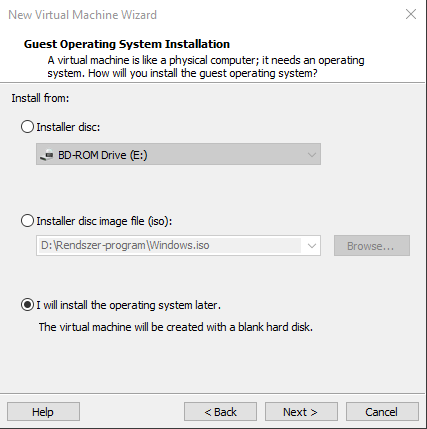 New Virtual Machine Wizard
Guest Operating System Installation
A virtual machine is like a physical computer; it needs an operating
system. How will you install the guest operating system?
Install from:
Installer disc:
BD-ROM Drive (E:)
Installer disc image file (iso):
D:\Rendszer-program\Windows.iso
Browse...
I will install the operating system later.
The virtual machine will be created with a blank hard disk.
Help
< Back
Next >
Cancel